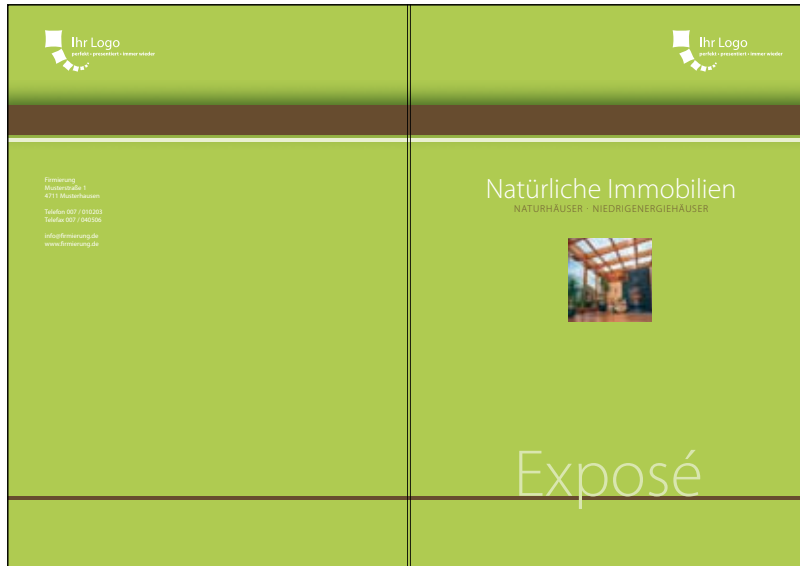 Ihr Logo
perfekt • präsentiert • immer wieder
Firmierung
Musterstraße 1
4711 Musterhausen
Telefon 007 / 010203
Telefax 007 / 040506
info@firmierung.de
www.firmierung.de
Ihr Logo
perfekt • präsentiert • immer wieder
Natürliche Immobilien
NATURHÄUSER - NIEDRIGENERGIEHÄUSER
Exposé